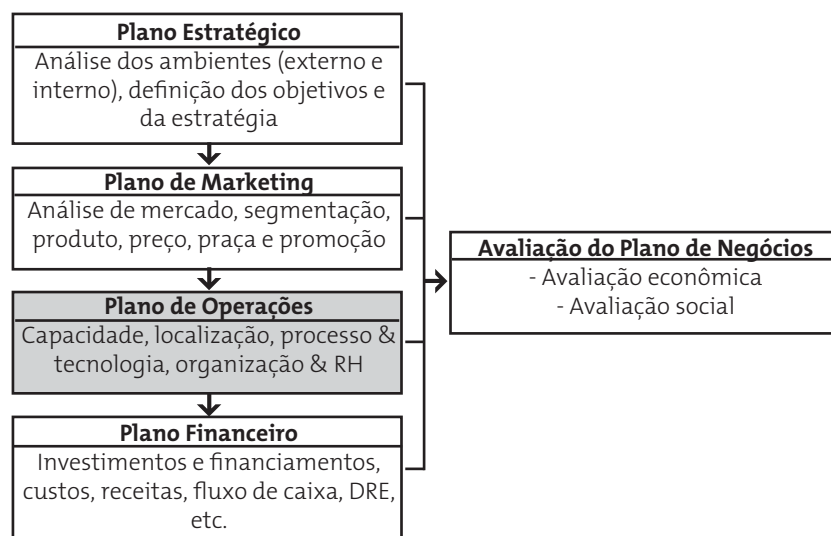 Plano Estratégico
Análise dos ambientes (externo e
interno), definição dos objetivos e
da estratégia
Plano de Marketing
Análise de mercado, segmentação,
produto, preço, praça e promoção
Plano de Operações
Capacidade, localização, processo &
tecnologia, organização & RH
Plano Financeiro
Investimentos e financiamentos,
custos, receitas, fluxo de caixa, DRE,
etc.
Avaliação do Plano de Negócios
- Avaliação econômica
- Avaliação social